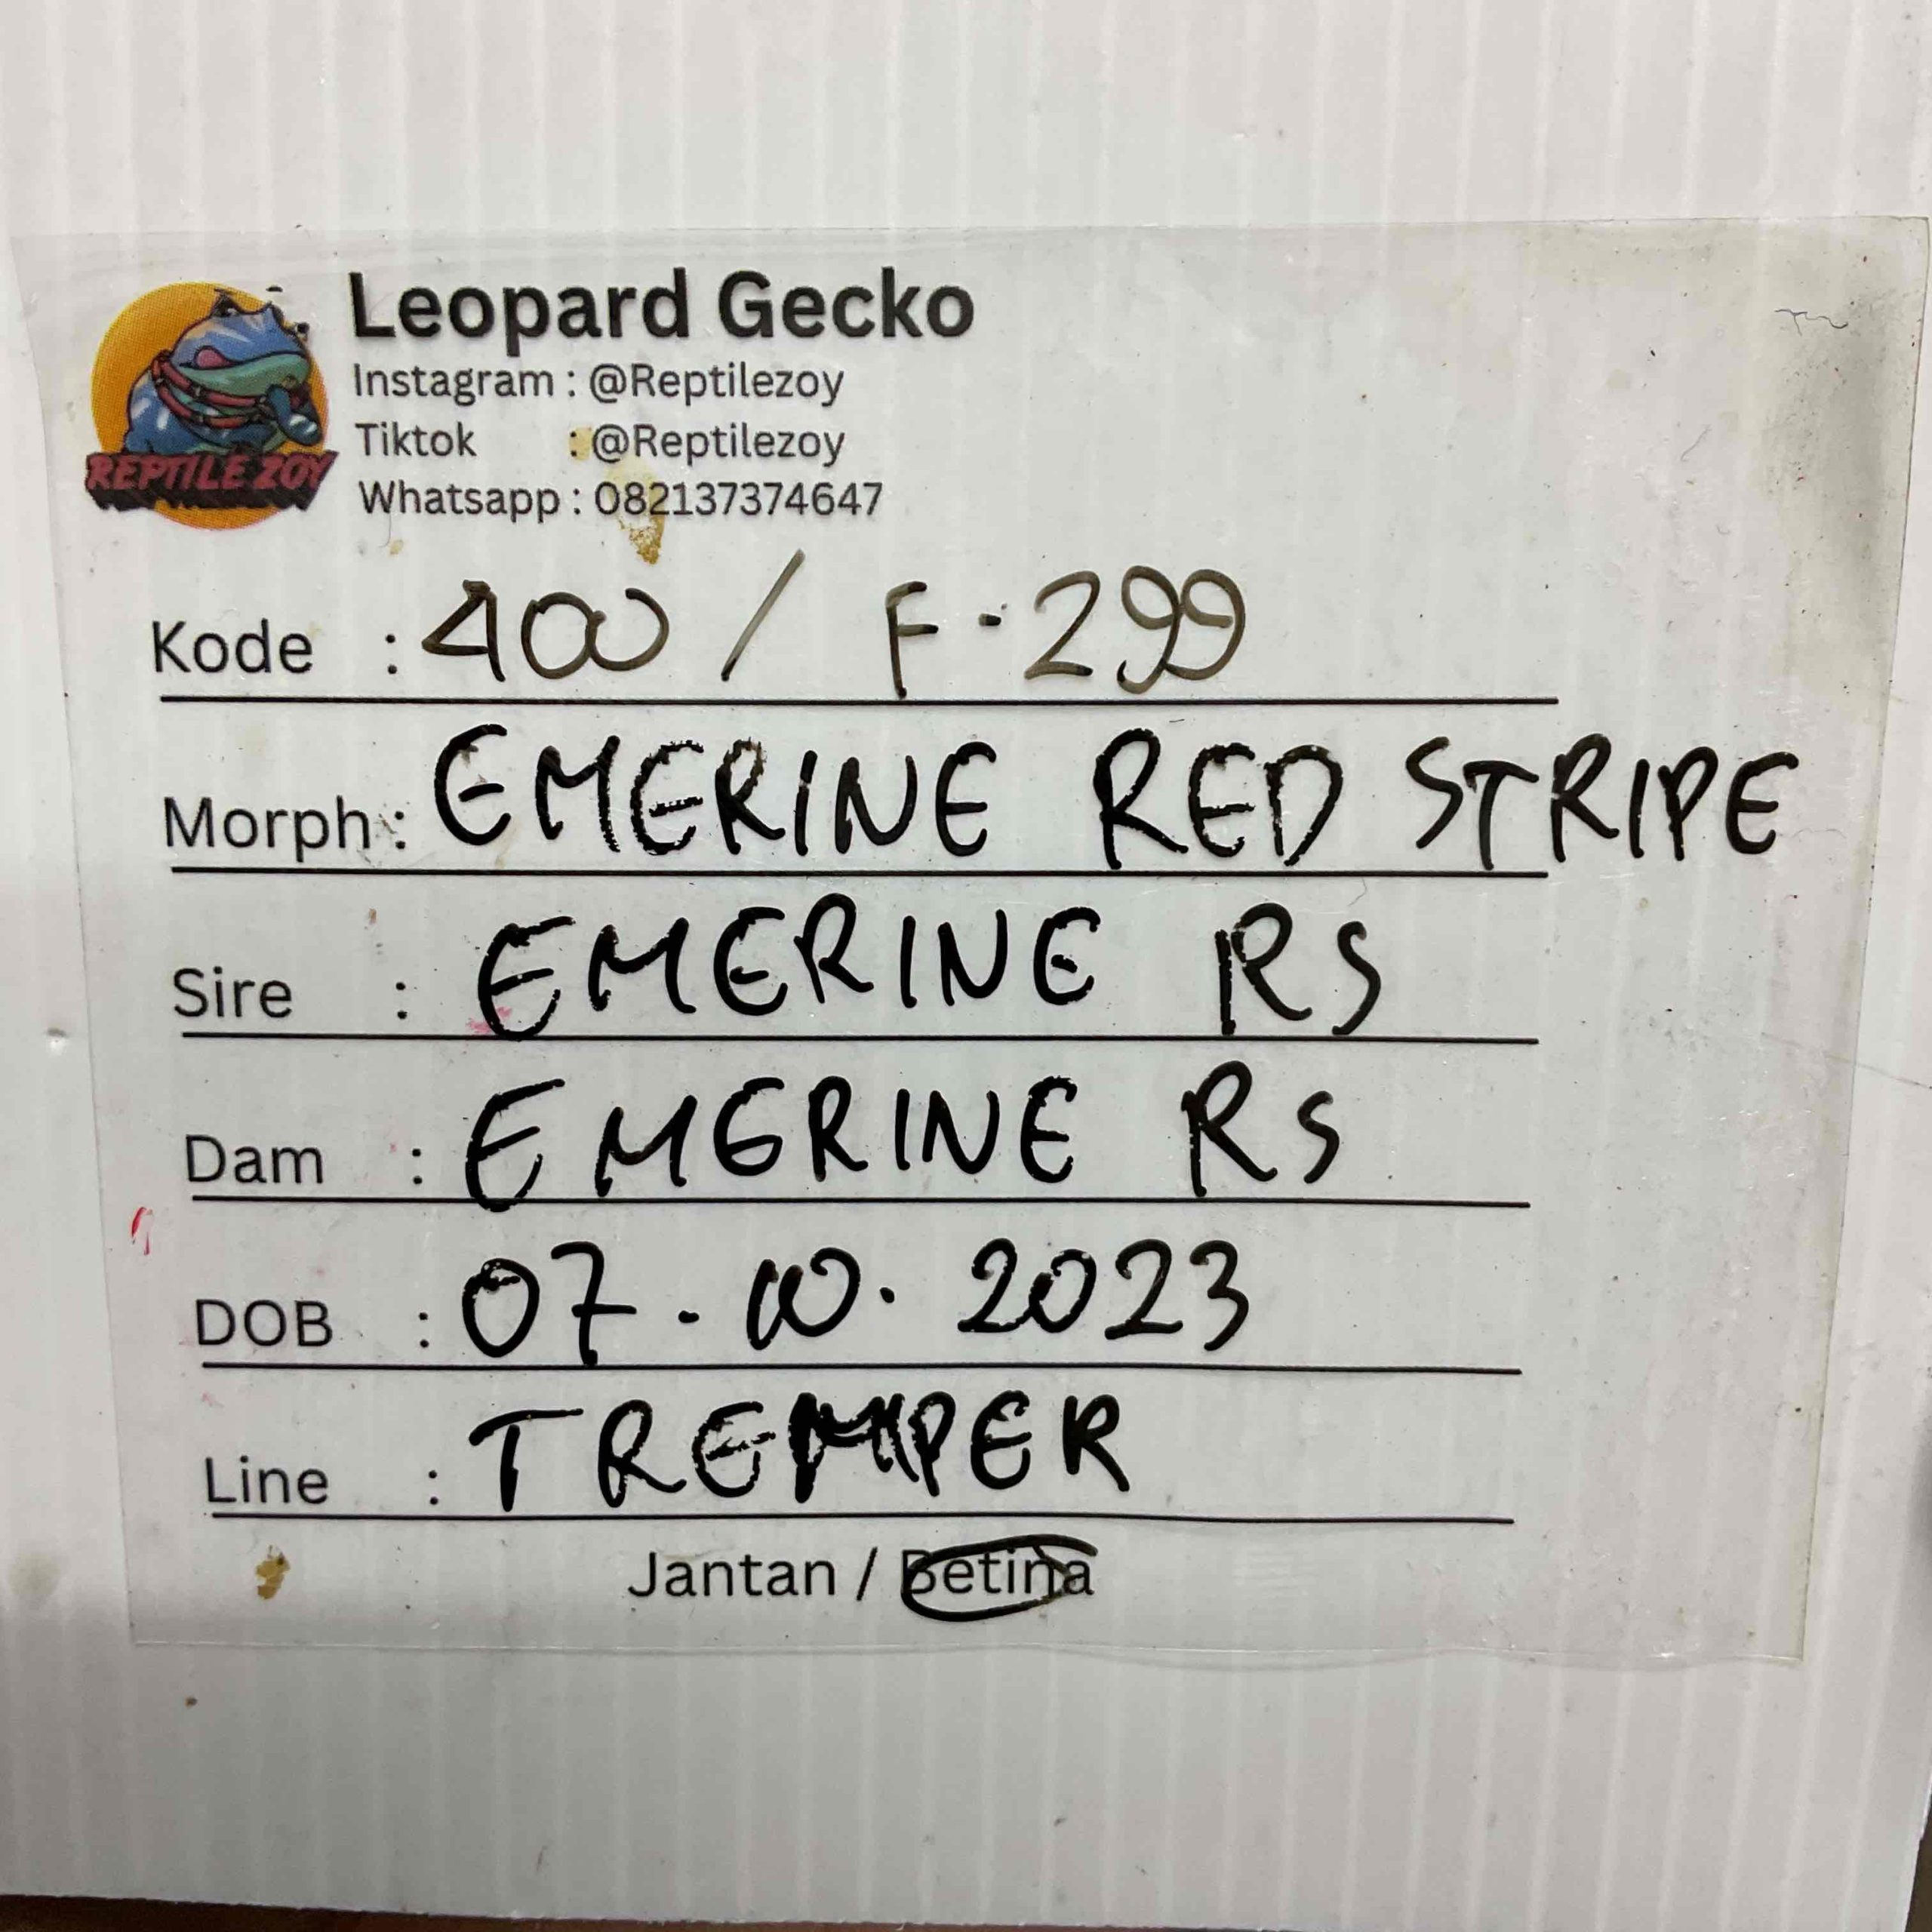 REPTILE ZOY
Leopard Gecko
Instagram : @Reptilezoy
Tiktok : @Reptilezoy
Whatsapp : 082137374647
Kode : 400 / F-299
Morph : EMERINE RED STRIPE
Sire : EMERINE RS
Dam : EMERINE RS
DOB : 07.10.2023
Line : TREMPER
Jantan / Betina